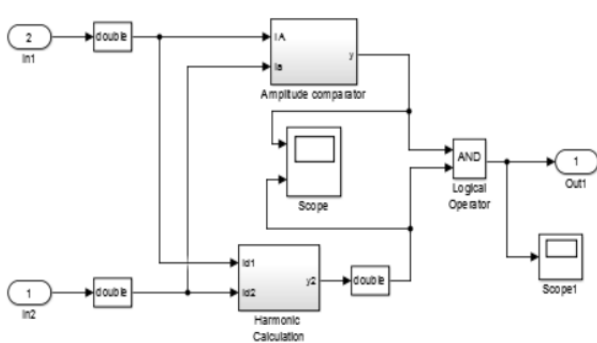 2
In1
double
IA
Is
y
Amplitude comparator
AND
Logical
Operator
1
Out1
Scope
Scope1
1
In2
double
Id1
Id2
y2
double
Harmonic
Calculation